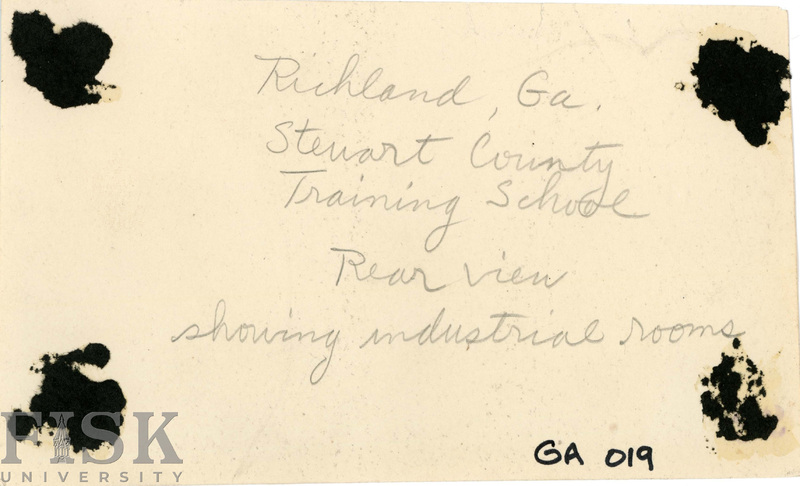 Richland, Ga.
Stewart County
Training School
Rear view
showing industrial rooms
GA 019
FISK
UNIVERSITY